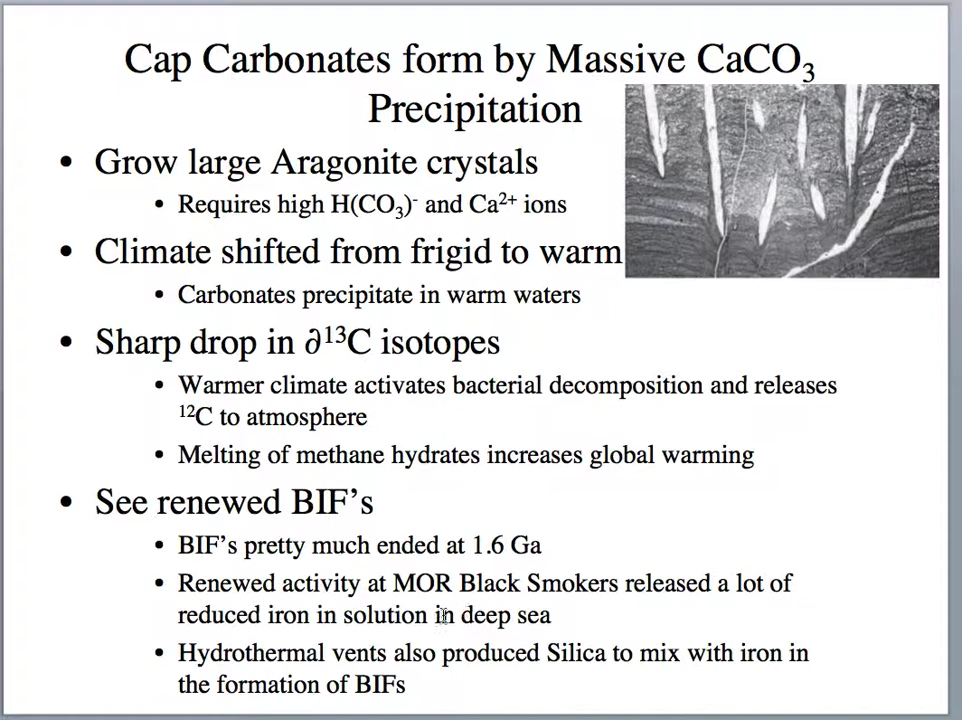 Cap Carbonates form by Massive CaCO₃
Precipitation
• Grow large Aragonite crystals
• Requires high H(CO₃)⁻ and Ca²⁺ ions
• Climate shifted from frigid to warm
• Carbonates precipitate in warm waters
• Sharp drop in ∂¹³C isotopes
• Warmer climate activates bacterial decomposition and releases
¹²C to atmosphere
• Melting of methane hydrates increases global warming
• See renewed BIF’s
• BIF’s pretty much ended at 1.6 Ga
• Renewed activity at MOR Black Smokers released a lot of
reduced iron in solution in deep sea
• Hydrothermal vents also produced Silica to mix with iron in
the formation of BIFs